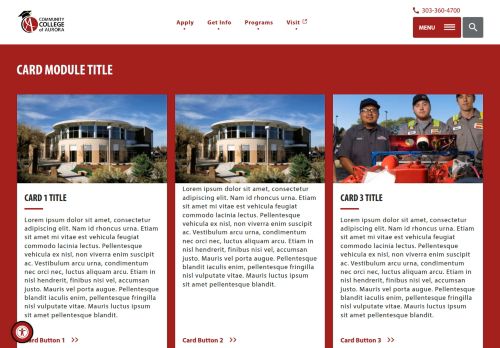 COMMUNITY
COLLEGE
of AURORA
Apply
Get Info
Programs
Visit
303-360-4700
MENU
CARD MODULE TITLE
CARD 1 TITLE
Lorem ipsum dolor sit amet, consectetur
adipiscing elit. Nam id rhoncus urna. Etiam
sit amet mi vitae est vehicula feugiat
commodo lacinia lectus. Pellentesque
vehicula ex nisl, non viverra enim suscipit
ac. Vestibulum arcu urna, condimentum
nec orci nec, luctus aliquam arcu. Etiam in
nisl hendrerit, finibus nisl vel, accumsan
justo. Mauris vel porta augue. Pellentesque
blandit iaculis enim, pellentesque fringilla
nisl vulputate vitae. Mauris luctus ipsum
sit amet pellentesque blandit.
Card Button 1
Lorem ipsum dolor sit amet, consectetur
adipiscing elit. Nam id rhoncus urna. Etiam
sit amet mi vitae est vehicula feugiat
commodo lacinia lectus. Pellentesque
vehicula ex nisl, non viverra enim suscipit
ac. Vestibulum arcu urna, condimentum
nec orci nec, luctus aliquam arcu. Etiam in
nisl hendrerit, finibus nisl vel, accumsan
justo. Mauris vel porta augue. Pellentesque
blandit iaculis enim, pellentesque fringilla
nisl vulputate vitae. Mauris luctus ipsum
sit amet pellentesque blandit.
Card Button 2
CARD 3 TITLE
Lorem ipsum dolor sit amet, consectetur
adipiscing elit. Nam id rhoncus urna. Etiam
sit amet mi vitae est vehicula feugiat
commodo lacinia lectus. Pellentesque
vehicula ex nisl, non viverra enim suscipit
ac. Vestibulum arcu urna, condimentum
nec orci nec, luctus aliquam arcu. Etiam in
nisl hendrerit, finibus nisl vel, accumsan
justo. Mauris vel porta augue. Pellentesque
blandit iaculis enim, pellentesque fringilla
nisl vulputate vitae. Mauris luctus ipsum
sit amet pellentesque blandit.
Card Button 3